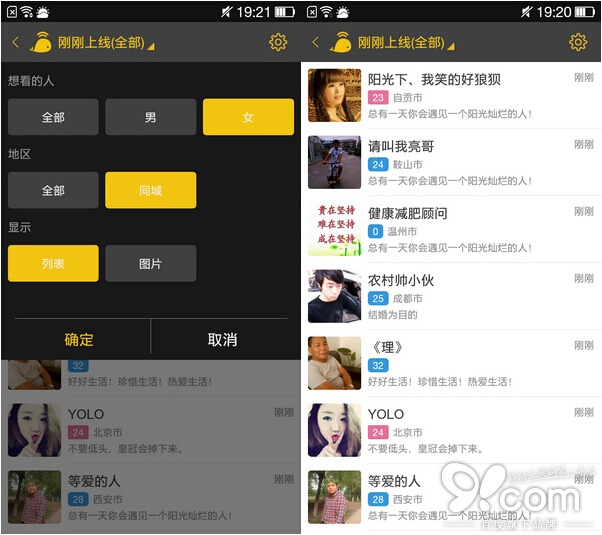 19:21
刚刚上线(全部)
想看的人
全部 男 女
地区
全部 同城
显示
列表 图片
确定 取消
32
好好生活！珍惜生活！热爱生活！
YOLO 刚刚
24 北京市
不要低头，皇冠会掉下来。
等爱的人 刚刚
28 西安市
总有一天你会遇见一个阳光灿烂的人！
19:20
刚刚上线(全部)
阳光下、我笑的好狼狈 刚刚
23 自贡市
总有一天你会遇见一个阳光灿烂的人！
请叫我亮哥 刚刚
24 鞍山市
总有一天你会遇见一个阳光灿烂的人！
贵在坚持
难在坚持
成在坚持
健康减肥顾问 刚刚
0 温州市
总有一天你会遇见一个阳光灿烂的人！
农村帅小伙 刚刚
25 成都市
结婚为目的
《理》 刚刚
32
好好生活！珍惜生活！热爱生活！
YOLO 刚刚
24 北京市
不要低头，皇冠会掉下来。
等爱的人
28 西安市
总有一天你会遇见一个阳光灿烂的人！
91.com
百度旗下品牌